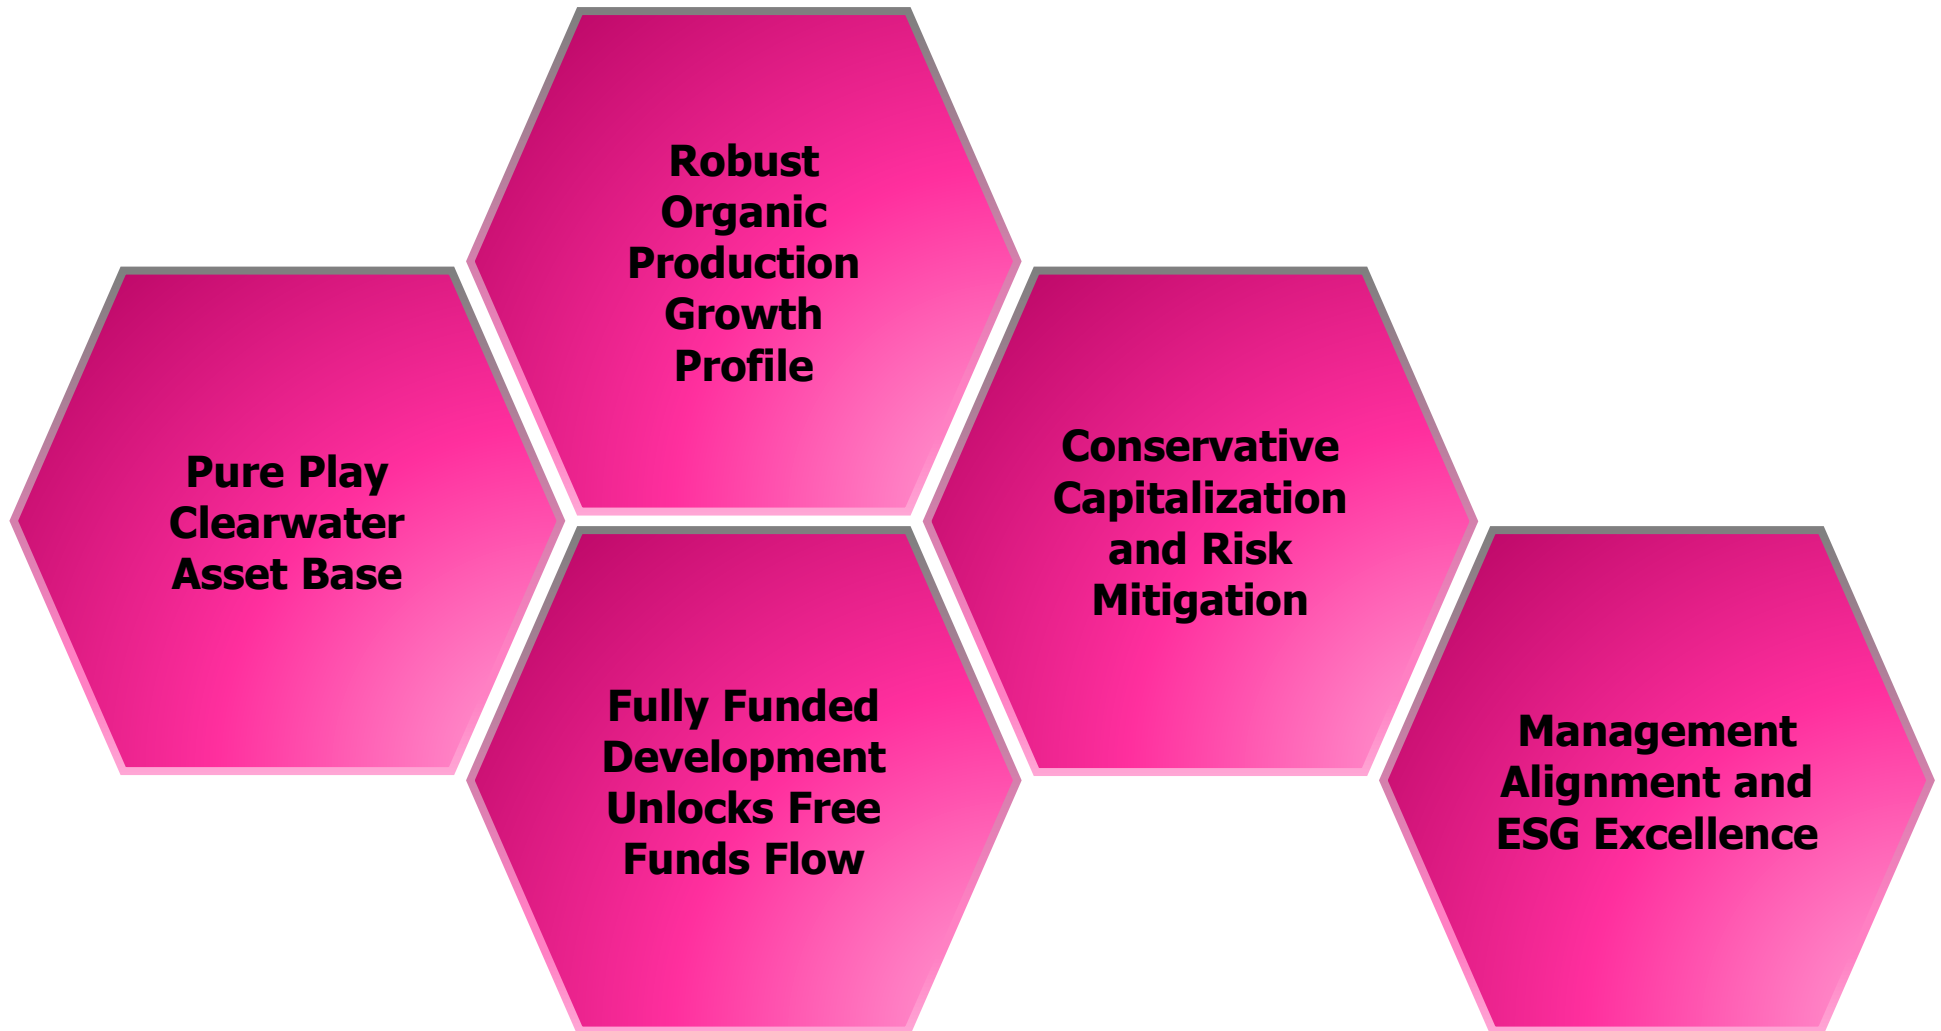 Robust
Organic
Production
Growth
Profile
Pure Play
Clearwater
Asset Base
Conservative
Capitalization
and Risk
Mitigation
Fully Funded
Development
Unlocks Free
Funds Flow
Management
Alignment and
ESG Excellence